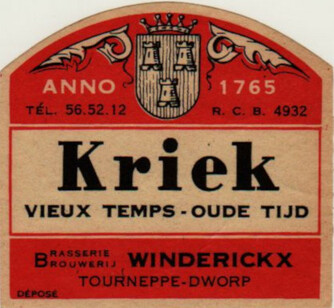 ANNO 1765
TÉL. 56.52.12 R. C. B. 4932
Kriek
VIEUX TEMPS - OUDE TIJD
BRASSERIE BROUWERIJ WINDERICKX
TOURNEPPE-DWORP
DÉPOSÉ